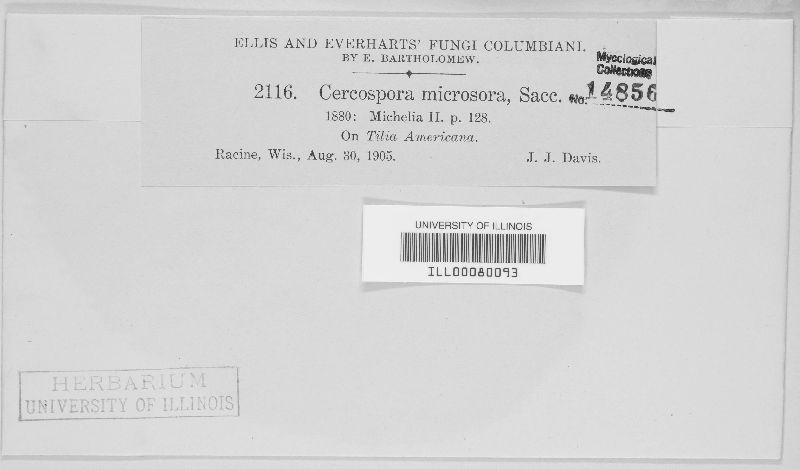 ELLIS AND EVERHARTS' FUNGI COLUMBIANI.
BY E. BARTHOLOMEW.
Mycological
Collections
2116. Cercospora microsora, Sacc. No. 14856
1880: Michelia II. p. 128.
On Tilia Americana.
Racine, Wis., Aug. 30, 1905. J. J. Davis.
UNIVERSITY OF ILLINOIS
ILL00080093
HERBARIUM
UNIVERSITY OF ILLINOIS